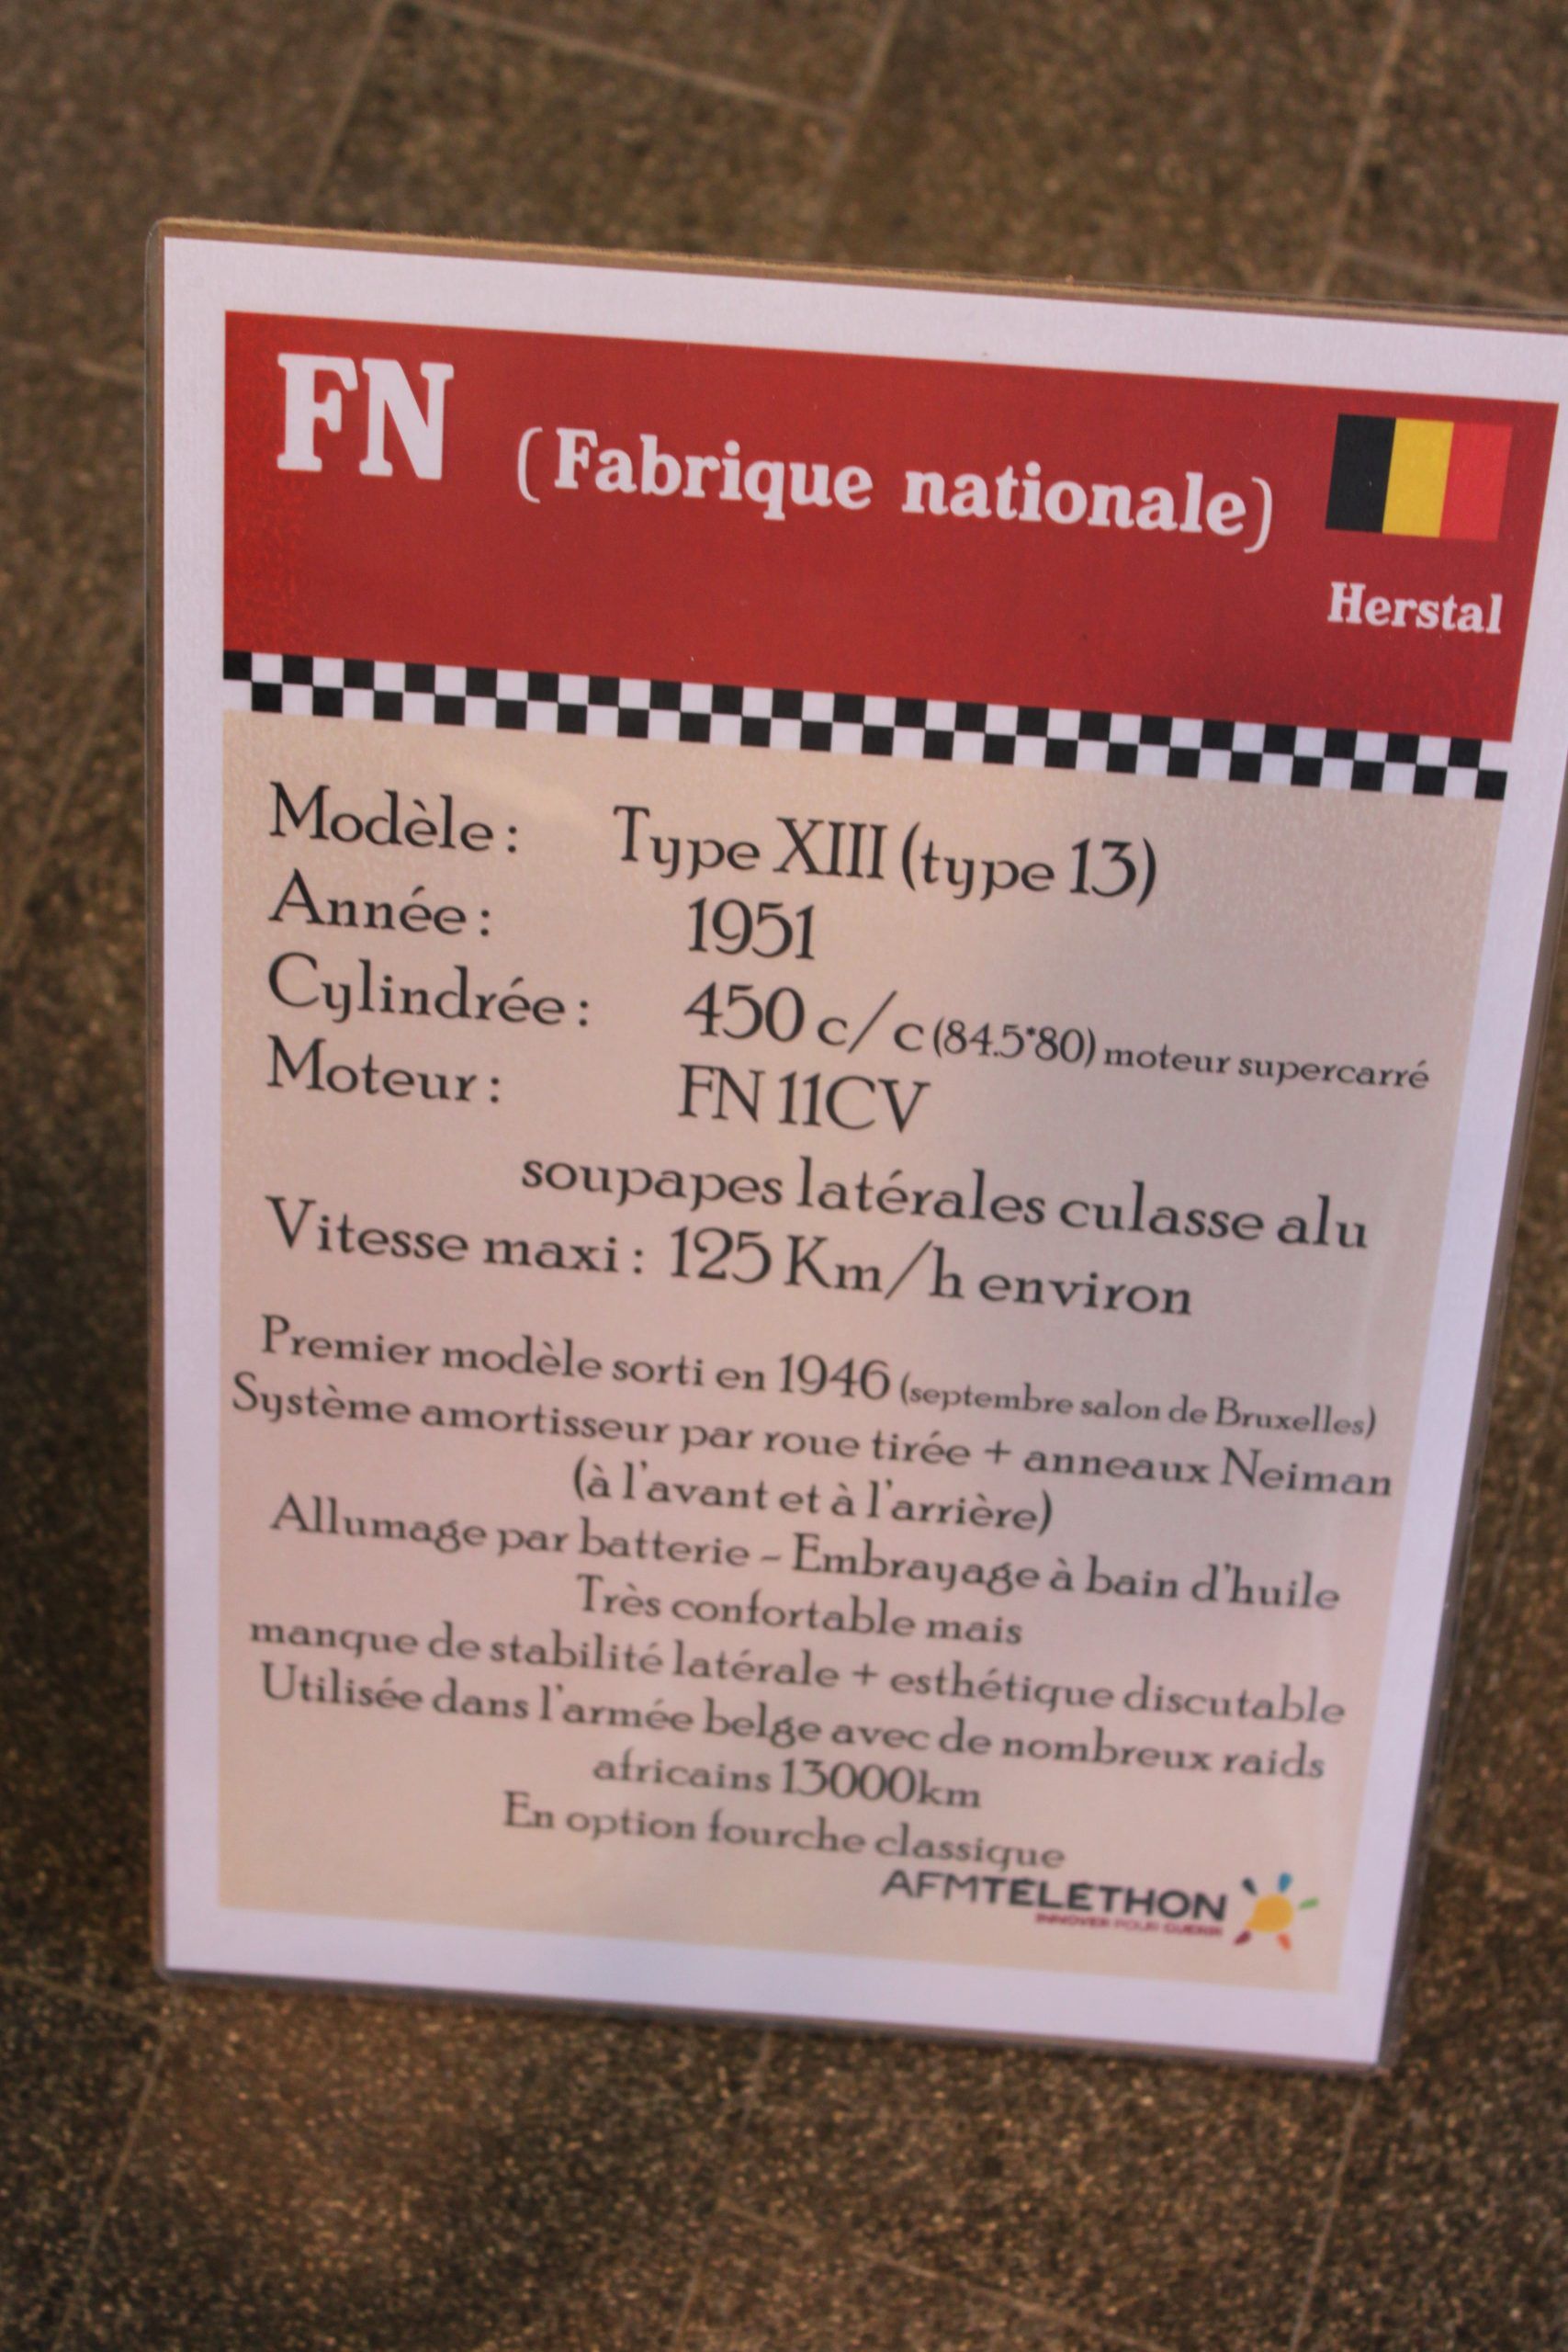 FN (Fabrique nationale)
Herstal
Modèle: Type XIII (type 13)
Année: 1951
Cylindrée: 450 c/c (84.5*80) moteur supercarré
Moteur: FN 11CV
soupapes latérales culasse alu
Vitesse maxi: 125 Km/h environ
Premier modèle sorti en 1946 (septembre salon de Bruxelles)
Système amortisseur par roue tirée + anneaux Neiman
(à l'avant et à l'arrière)
Allumage par batterie - Embrayage à bain d'huile
Très confortable mais
manque de stabilité latérale + esthétique discutable
Utilisée dans l'armée belge avec de nombreux raids
africains 13000km
En option fourche classique
AFMTÉLÉTHON
INNOVER POUR GUÉRIR